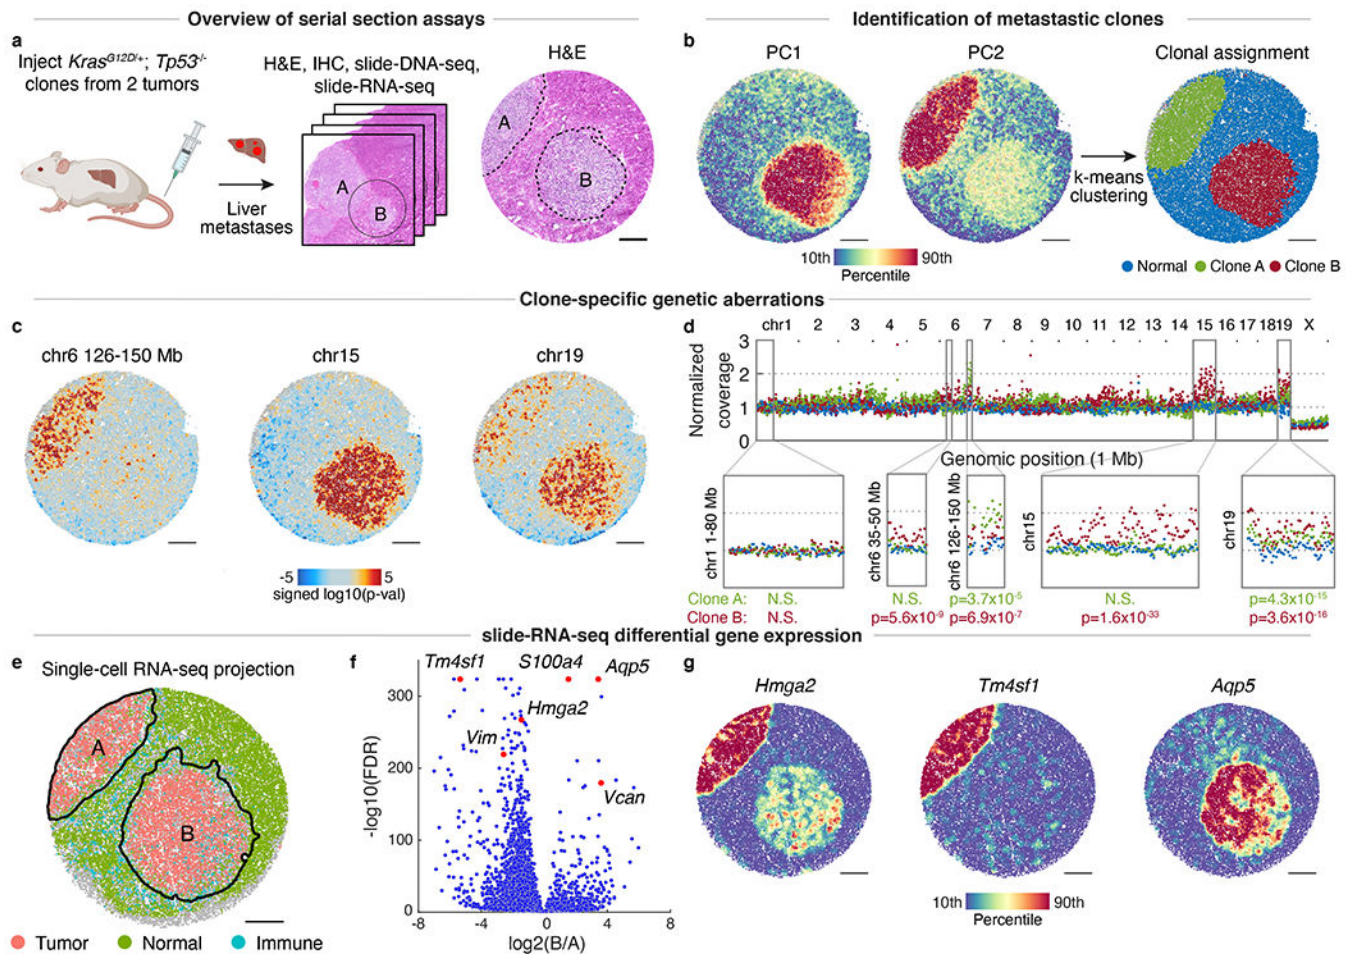 Overview of serial section assays
Identification of metastastic clones
a
Inject KrasG12D/+; Tp53-/-
clones from 2 tumors
H&E, IHC, slide-DNA-seq,
slide-RNA-seq
H&E
A
B
A
B
Liver
metastases
b
PC1
PC2
Clonal assignment
k-means
clustering
10th
90th
Percentile
Normal
Clone A
Clone B
Clone-specific genetic aberrations
c
chr6 126-150 Mb
chr15
chr19
-5
5
signed log10(p-val)
d
chr1 2 3 4 5 6 7 8 9 10 11 12 13 14 15 16 17 18 19 X
Normalized
coverage
3
2
1
0
Genomic position (1 Mb)
chr1 1-80 Mb
chr6 35-50 Mb
chr6 126-150 Mb
chr15
chr19
Clone A: N.S. N.S. p=3.7x10-5 N.S. p=4.3x10-15
Clone B: N.S. p=5.6x10-9 p=6.9x10-7 p=1.6x10-33 p=3.6x10-16
slide-RNA-seq differential gene expression
e
Single-cell RNA-seq projection
A
B
Tumor
Normal
Immune
f
Tm4sf1
S100a4
Aqp5
Hmga2
Vim
Vcan
-log10(FDR)
300
200
100
0
-8 -4 0 4 8
log2(B/A)
g
Hmga2
Tm4sf1
Aqp5
10th
90th
Percentile